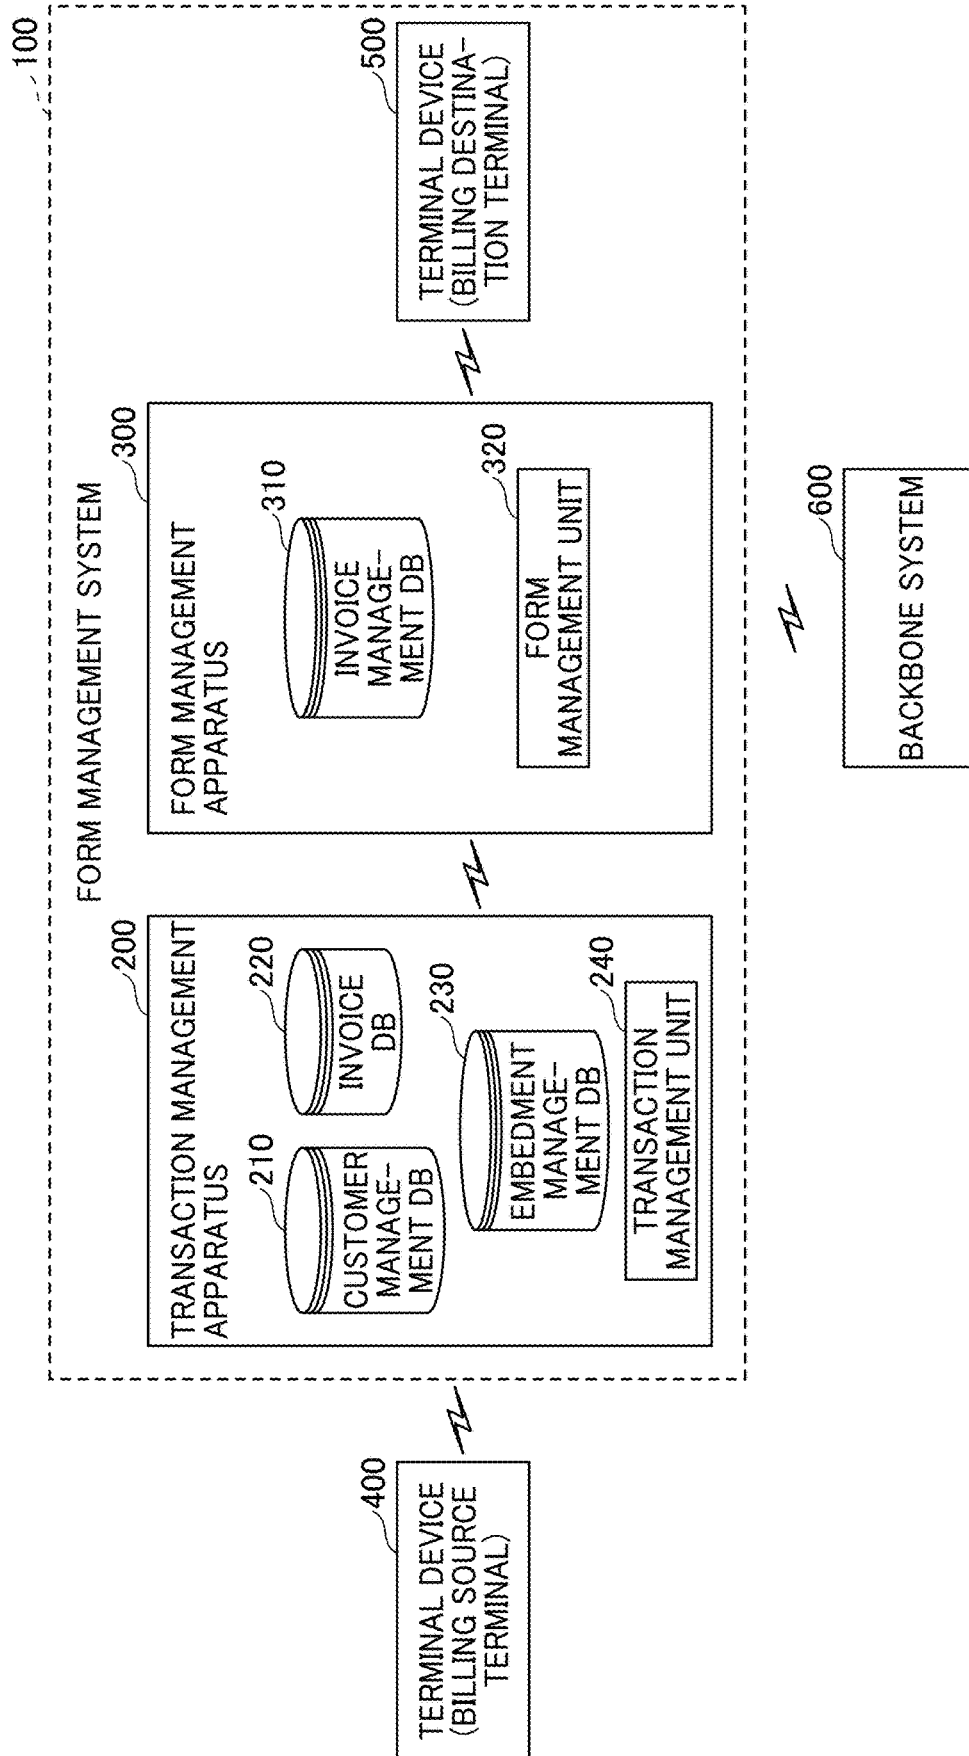 100
FORM MANAGEMENT SYSTEM
200
TRANSACTION MANAGEMENT
APPARATUS
210
CUSTOMER
MANAGE-
MENT DB
220
INVOICE
DB
230
EMBEDMENT
MANAGE-
MENT DB
240
TRANSACTION
MANAGEMENT UNIT
300
FORM MANAGEMENT
APPARATUS
310
INVOICE
MANAGE-
MENT DB
320
FORM
MANAGEMENT UNIT
400
TERMINAL DEVICE
(BILLING SOURCE
TERMINAL)
500
TERMINAL DEVICE
(BILLING DESTINA-
TION TERMINAL)
600
BACKBONE SYSTEM